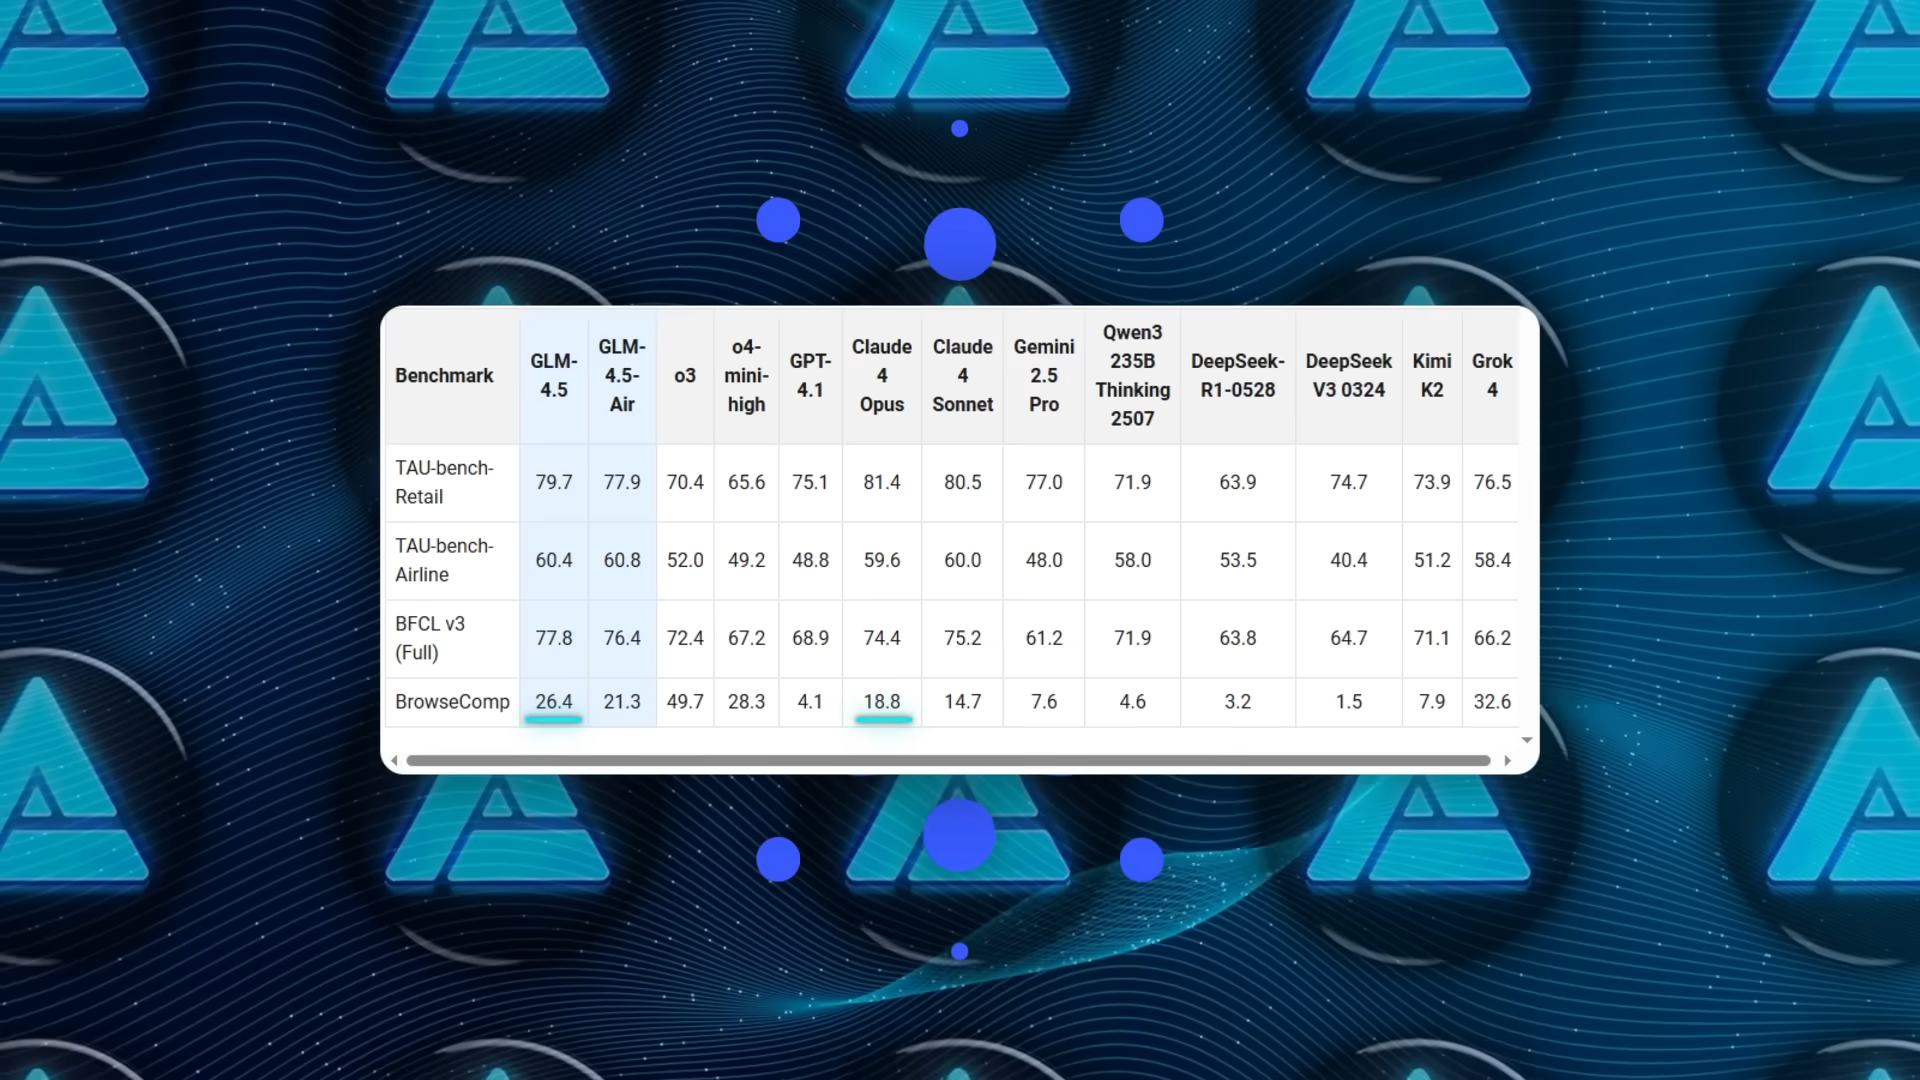 Benchmark GLM-4.5 GLM-4.5-Air o3 o4-mini-high GPT-4.1 Claude 4 Opus Claude 4 Sonnet Gemini 2.5 Pro Qwen3 235B Thinking 2507 DeepSeek-R1-0528 DeepSeek V3 0324 Kimi K2 Grok 4
TAU-bench-Retail 79.7 77.9 70.4 65.6 75.1 81.4 80.5 77.0 71.9 63.9 74.7 73.9 76.5
TAU-bench-Airline 60.4 60.8 52.0 49.2 48.8 59.6 60.0 48.0 58.0 53.5 40.4 51.2 58.4
BFCL v3 (Full) 77.8 76.4 72.4 67.2 68.9 74.4 75.2 61.2 71.9 63.8 64.7 71.1 66.2
BrowseComp 26.4 21.3 49.7 28.3 4.1 18.8 14.7 7.6 4.6 3.2 1.5 7.9 32.6